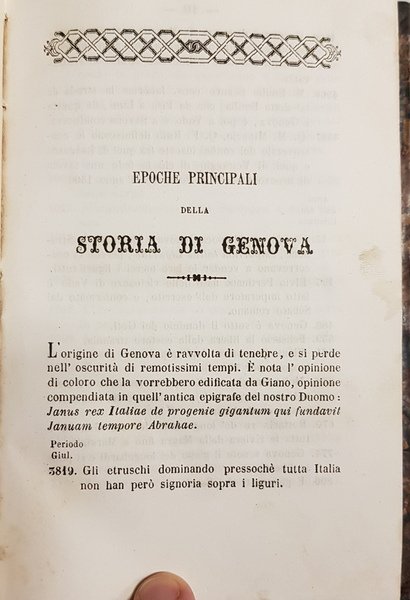 EPOCHE PRINCIPALI
DELLA
STORIA DI GENOVA
L'origine di Genova è ravvolta di tenebre, e si perde
nell' oscurità di remotissimi tempi. È nota l' opinione
di coloro che la vorrebbero edificata da Giano, opinione
compendiata in quell' antica epigrafe del nostro Duomo :
Janus rex Italiae de progenie gigantum qui fundavit
Januam tempore Abrahae.
Periodo
Giul.
3819. Gli etruschi dominando pressochè tutta Italia
non han però signoria sopra i liguri.